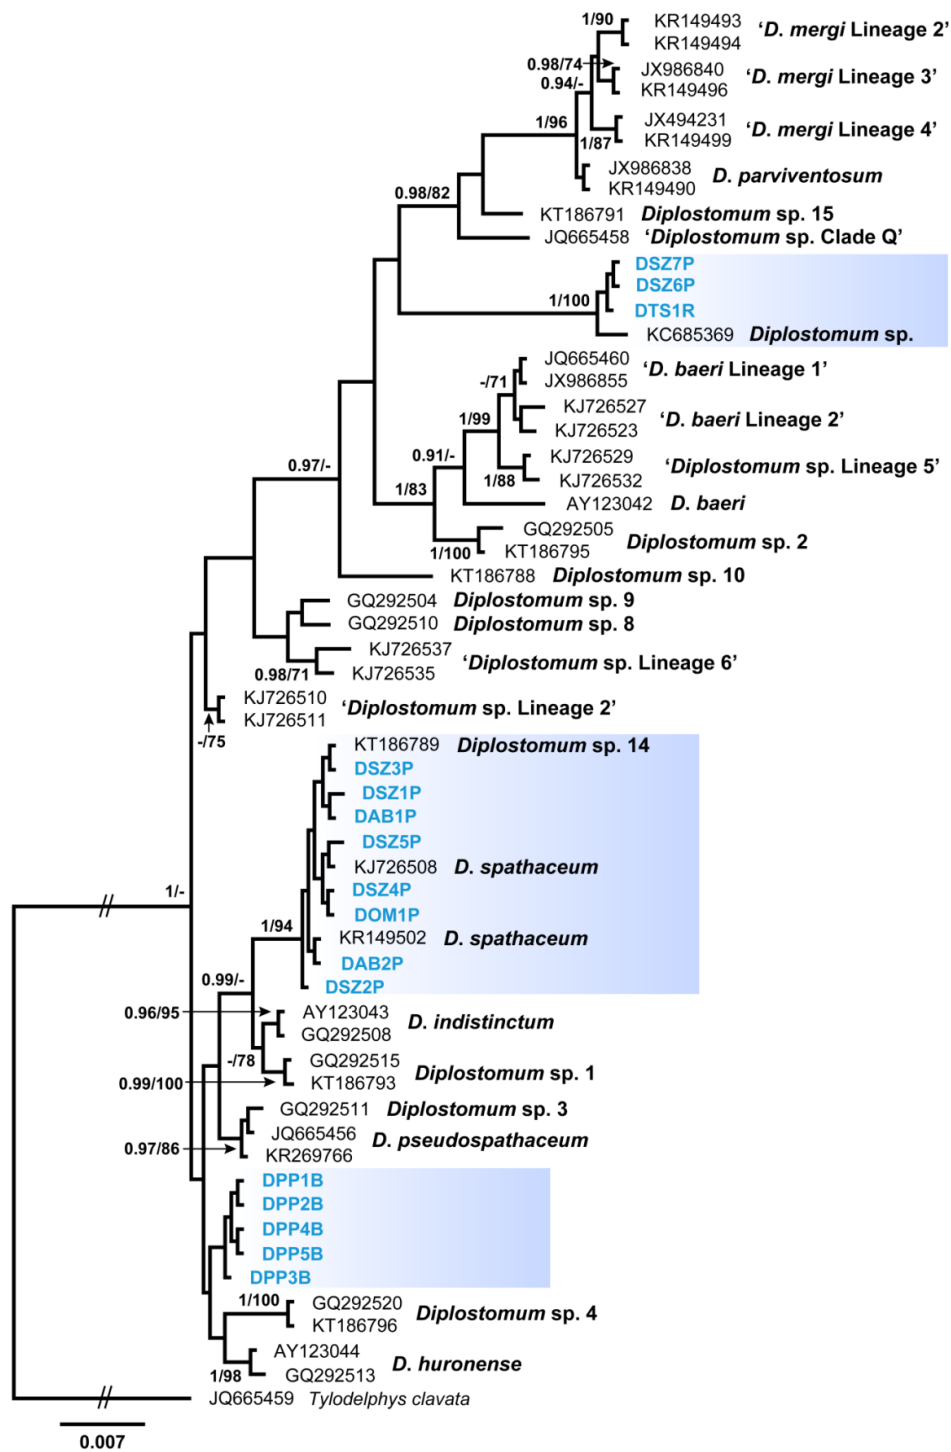 1/90
KR149493
KR149494
‘D. mergi Lineage 2’
0.98/74
JX986840
KR149496
‘D. mergi Lineage 3’
0.94/-
1/96
JX494231
KR149499
‘D. mergi Lineage 4’
1/87
JX986838
KR149490
D. parviventosum
0.98/82
KT186791 Diplostomum sp. 15
JQ665458 ‘Diplostomum sp. Clade Q’
DSZ7P
DSZ6P
DTS1R
1/100
KC685369 Diplostomum sp.
JQ665460
JX986855
‘D. baeri Lineage 1’
-/71
KJ726527
KJ726523
‘D. baeri Lineage 2’
1/99
0.91/-
KJ726529
KJ726532
‘Diplostomum sp. Lineage 5’
0.97/-
1/88
1/83
AY123042 D. baeri
GQ292505
KT186795
Diplostomum sp. 2
1/100
KT186788 Diplostomum sp. 10
GQ292504 Diplostomum sp. 9
GQ292510 Diplostomum sp. 8
KJ726537
KJ726535
‘Diplostomum sp. Lineage 6’
0.98/71
KJ726510
KJ726511
‘Diplostomum sp. Lineage 2’
-/75
KT186789 Diplostomum sp. 14
DSZ3P
DSZ1P
DAB1P
DSZ5P
KJ726508 D. spathaceum
DSZ4P
1/-
DOM1P
1/94
KR149502 D. spathaceum
DAB2P
0.99/-
DSZ2P
0.96/95
AY123043
GQ292508
D. indistinctum
-/78
GQ292515
KT186793
Diplostomum sp. 1
0.99/100
GQ292511 Diplostomum sp. 3
JQ665456
KR269766
D. pseudospathaceum
0.97/86
DPP1B
DPP2B
DPP4B
DPP5B
DPP3B
1/100
GQ292520
KT186796
Diplostomum sp. 4
AY123044
GQ292513
D. huronense
1/98
JQ665459 Tylodelphys clavata
0.007